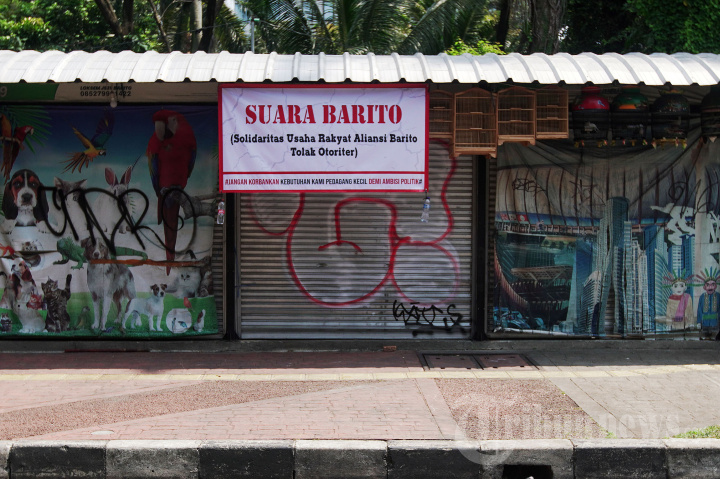 SUARA BARITO
(Solidaritas Usaha Rakyat Aliansi Barito
Tolak Otoriter)
JANGAN KORBANKAN KEBUTUHAN KAMI PEDAGANG KECIL DEMI AMBISI POLITIK
Tribunnews